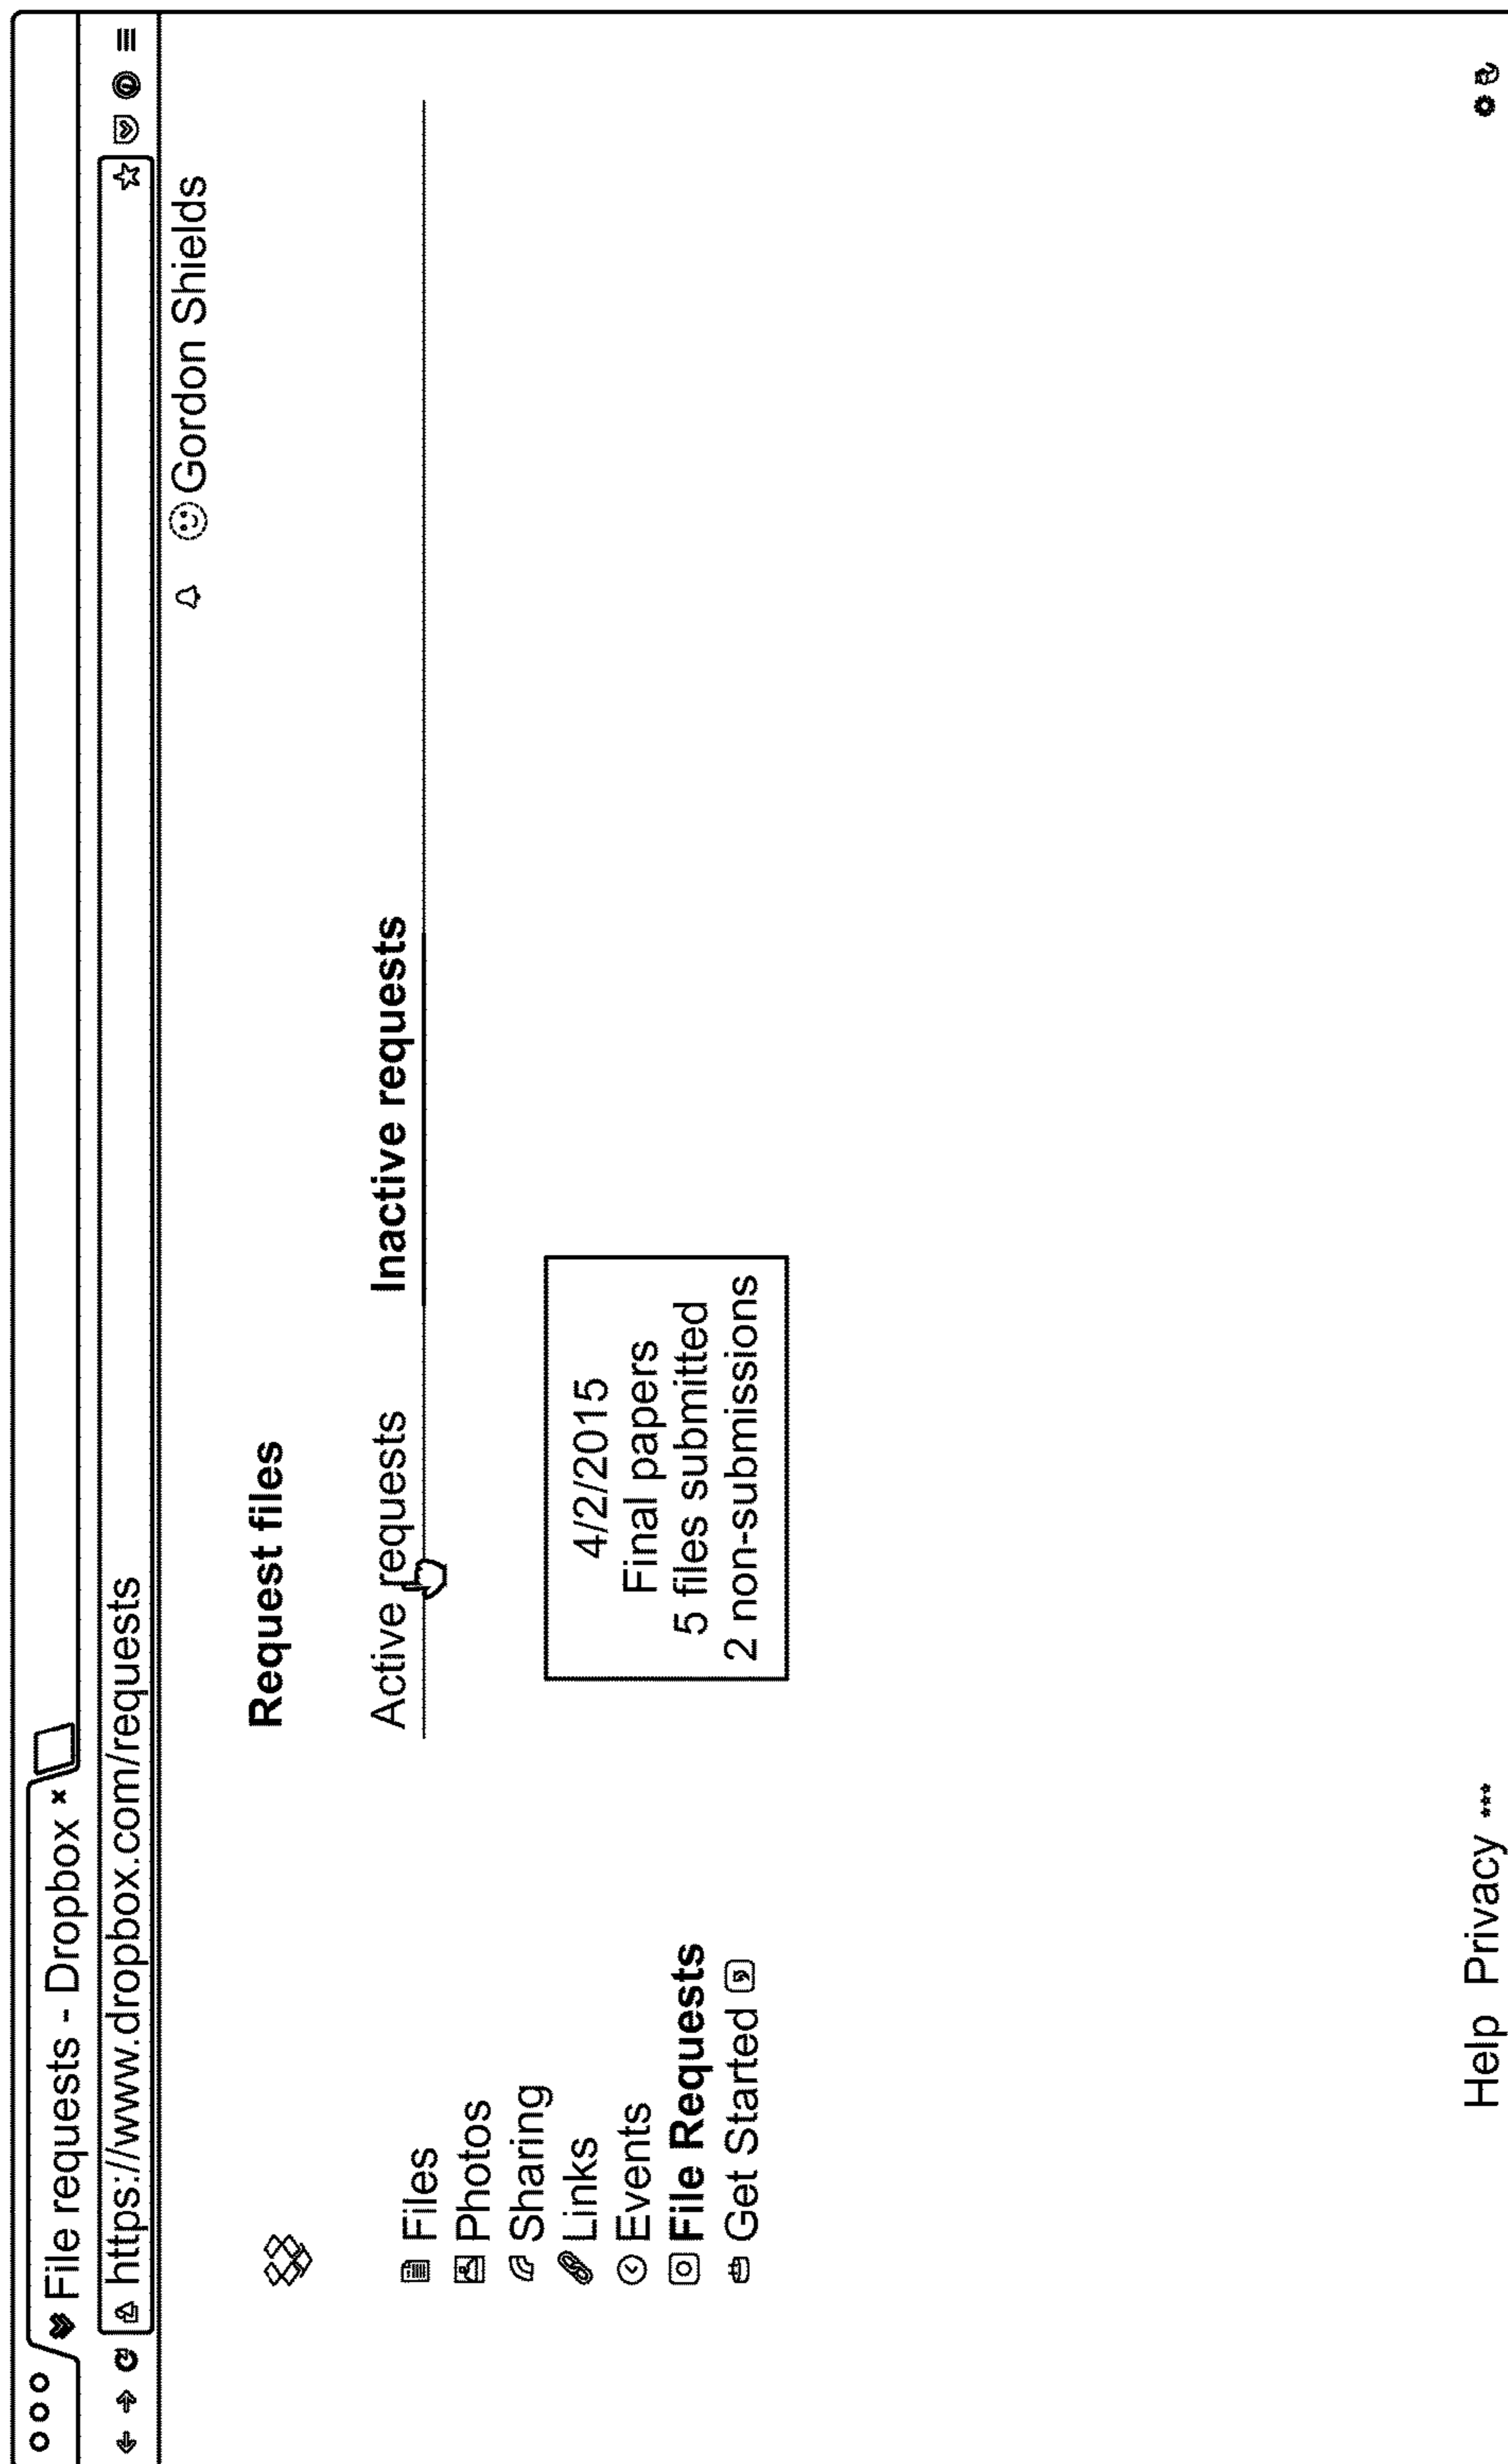 File requests - Dropbox ×
https://www.dropbox.com/requests
Gordon Shields
Request files
Active requests Inactive requests
Files
Photos
Sharing
Links
Events
File Requests
Get Started
4/2/2015
Final papers
5 files submitted
2 non-submissions
Help Privacy